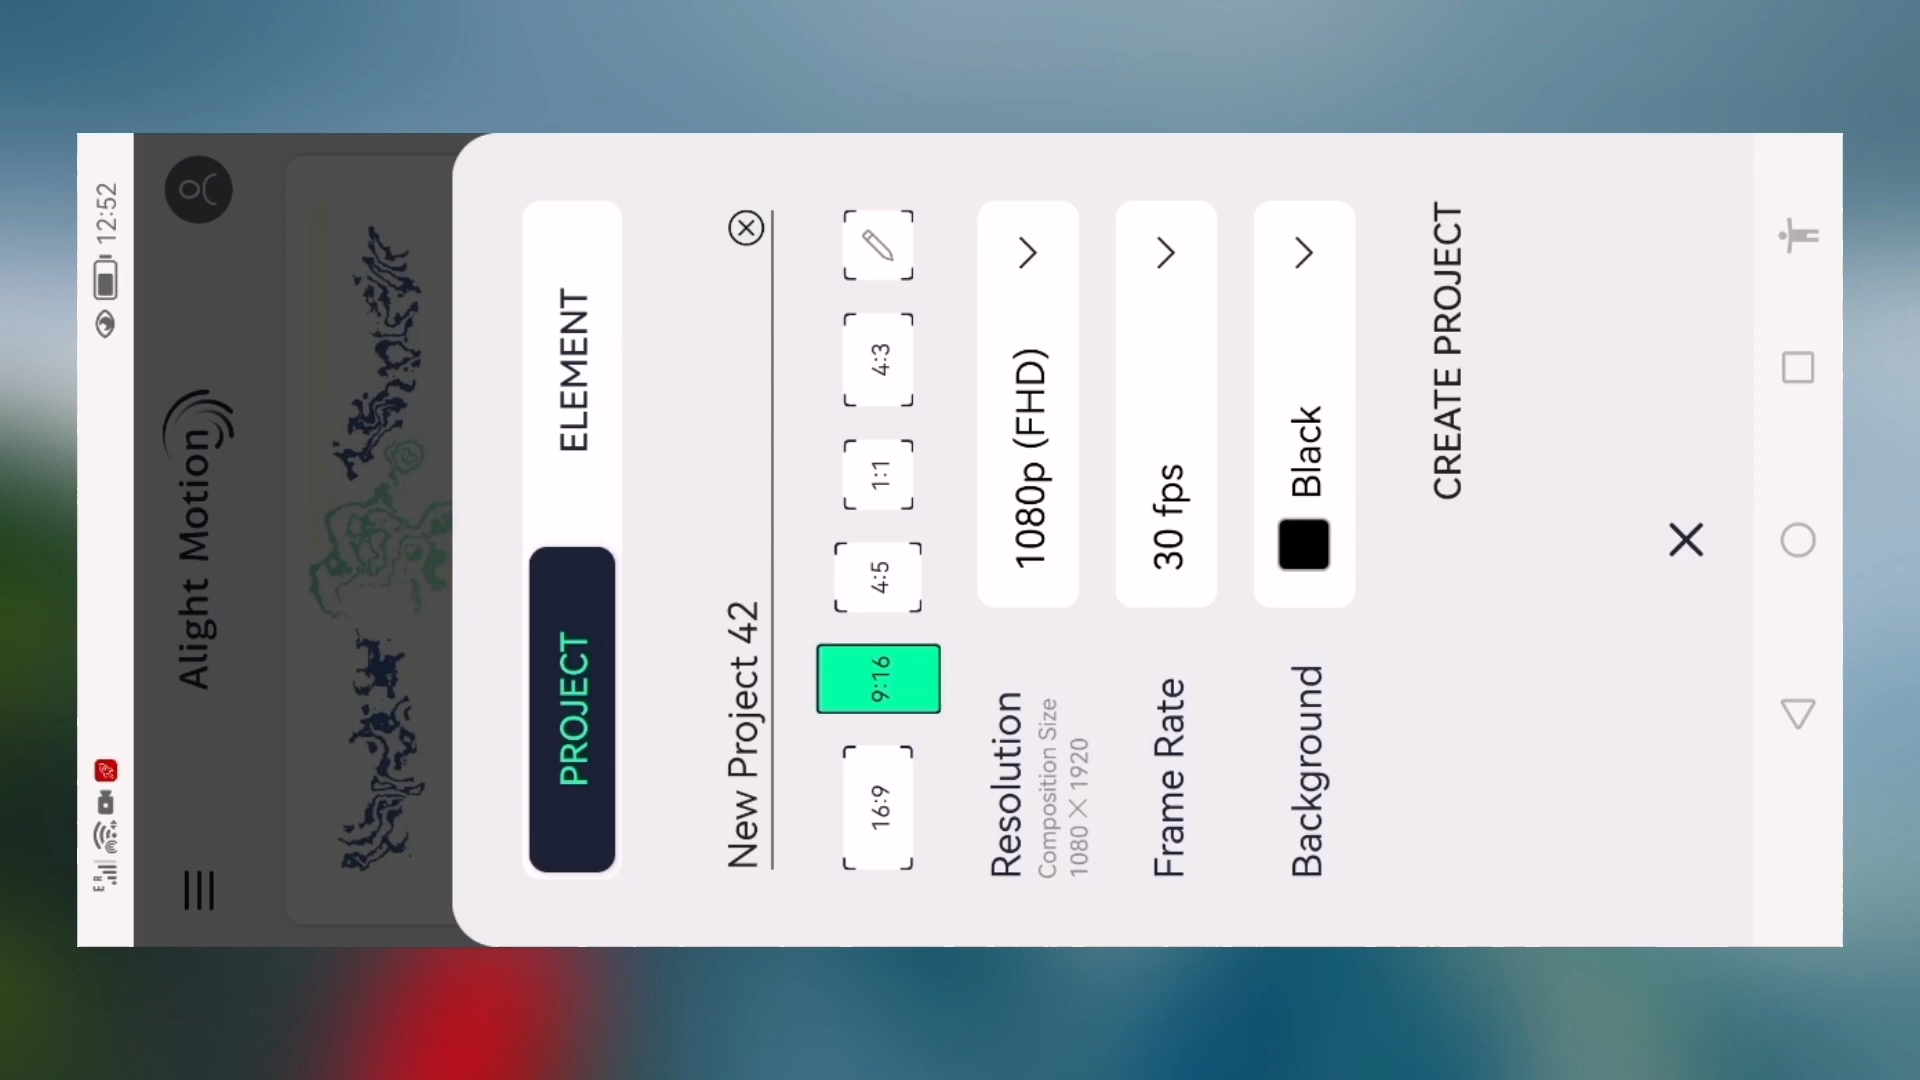 E R
12:52
Alight Motion
PROJECT ELEMENT
New Project 42
16:9 9:16 4:5 1:1 4:3
Resolution 1080p (FHD)
Composition Size
1080 X 1920
Frame Rate 30 fps
Background Black
CREATE PROJECT